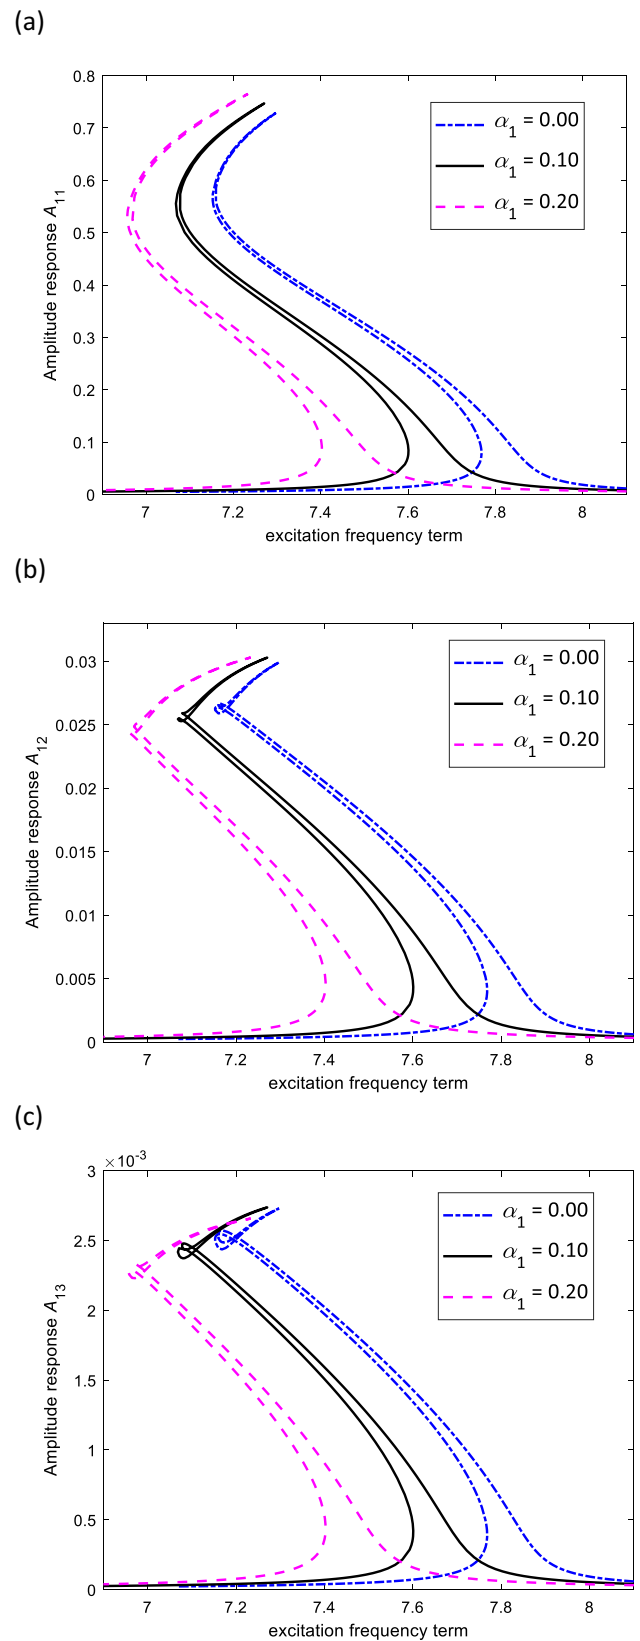 (a)
Amplitude response A11
0.8
0.7
0.6
0.5
0.4
0.3
0.2
0.1
0
α1 = 0.00
α1 = 0.10
α1 = 0.20
7 7.2 7.4 7.6 7.8 8
excitation frequency term
(b)
Amplitude response A12
0.03
0.025
0.02
0.015
0.01
0.005
0
α1 = 0.00
α1 = 0.10
α1 = 0.20
7 7.2 7.4 7.6 7.8 8
excitation frequency term
(c)
×10-3
Amplitude response A13
3
2.5
2
1.5
1
0.5
0
α1 = 0.00
α1 = 0.10
α1 = 0.20
7 7.2 7.4 7.6 7.8 8
excitation frequency term